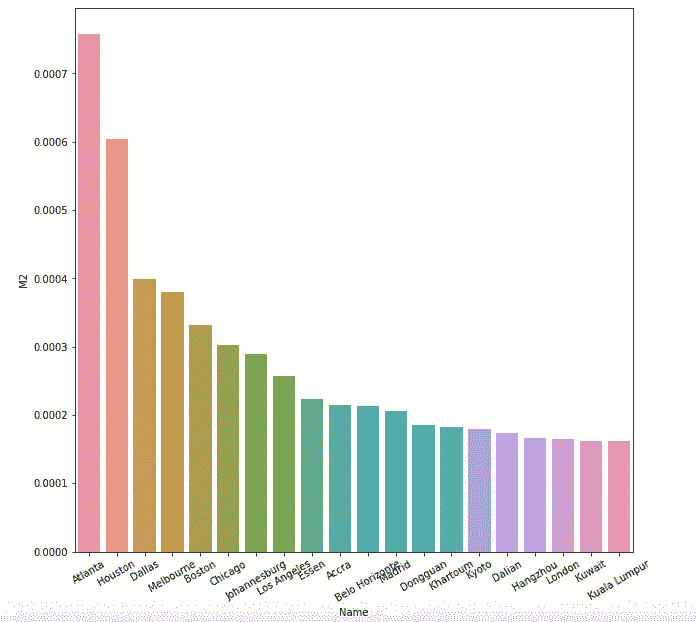 0.0007
0.0006
0.0005
0.0004
0.0003
0.0002
0.0001
0.0000
M2
Atlanta
Houston
Dallas
Melbourne
Boston
Chicago
Johannesburg
Los Angeles
Essen
Accra
Belo Horizonte
Madrid
Dongguan
Khartoum
Kyoto
Dalian
Hangzhou
London
Kuwait
Kuala Lumpur
Name